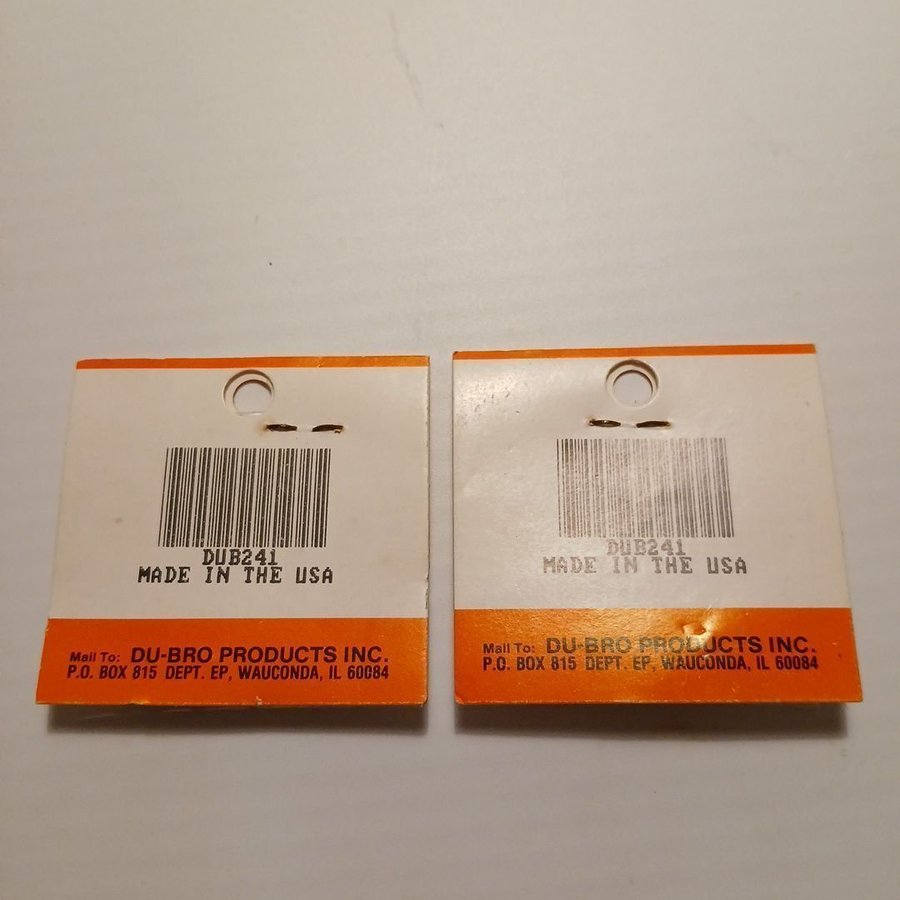 DUB241
MADE IN THE USA
Mail To: DU-BRO PRODUCTS INC.
P.O. BOX 815 DEPT. EP, WAUCONDA, IL 60084
DUB241
MADE IN THE USA
Mail To: DU-BRO PRODUCTS INC.
P.O. BOX 815 DEPT. EP, WAUCONDA, IL 60084